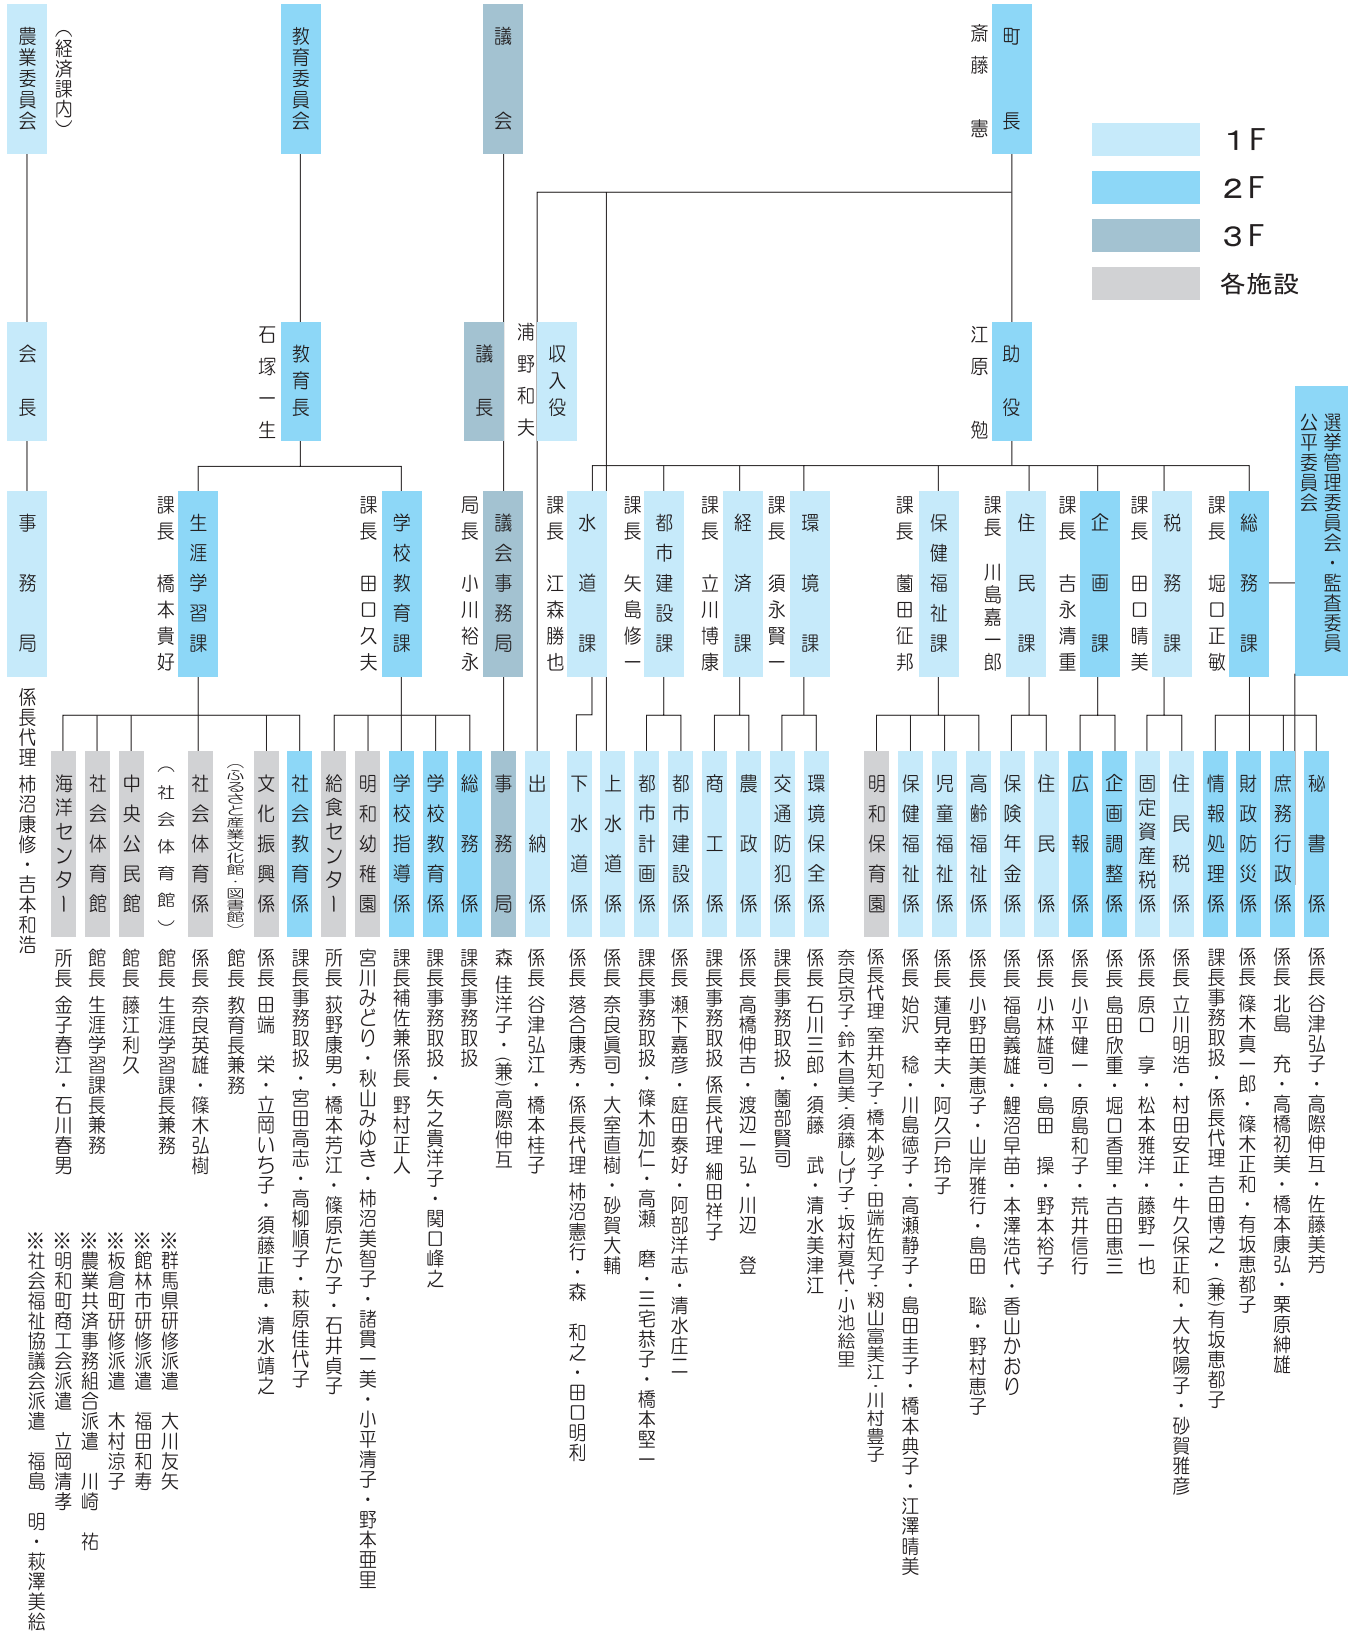 町長
斎藤 憲
1F
2F
3F
各施設
議会
教育委員会
農業委員会
（経済課内）
助役
江原 勉
収入役
浦野和夫
議長
教育長
石塚一生
会長
選挙管理委員会・監査委員
公平委員会
総務課
課長 堀口正敏
税務課
課長 田口晴美
企画課
課長 吉永清重
住民課
課長 川島嘉一郎
保健福祉課
課長 薗田征邦
環境課
課長 須永賢一
経済課
課長 立川博康
都市建設課
課長 矢島修一
水道課
課長 江森勝也
議会事務局
局長 小川裕永
学校教育課
課長 田口久夫
生涯学習課
課長 橋本貴好
事務局
係長代理 柿沼康修・吉本和浩
秘書係
係長 谷津弘子・高際伸互・佐藤美芳
庶務行政係
係長 北島 充・高橋初美・橋本康弘・栗原紳雄
財政防災係
係長 篠木真一郎・篠木正和・有坂恵都子
情報処理係
課長事務取扱・係長代理 吉田博之・(兼)有坂恵都子
住民税係
係長 立川明浩・村田安正・牛久保正和・大牧陽子・砂賀雅彦
固定資産税係
係長 原口 享・松本雅洋・藤野一也
企画調整係
係長 島田欣重・堀口香里・吉田恵三
広報係
係長 小平健一・原島和子・荒井信行
住民係
係長 小林雄司・島田 操・野本裕子
保険年金係
係長 福島義雄・鯉沼早苗・本澤浩代・香山かおり
高齢福祉係
係長 小野田美恵子・山岸雅行・島田 聡・野村恵子
児童福祉係
係長 蓮見幸夫・阿久戸玲子
保健福祉係
係長 始沢 稔・川島徳子・高瀬静子・島田圭子・橋本典子・江澤晴美
明和保育園
係長代理 室井知子・橋本妙子・田端佐知子・籾山富美江・川村豊子
奈良京子・鈴木昌美・須藤しげ子・坂村夏代・小池絵里
環境保全係
係長 石川三郎・須藤 武・清水美津江
交通防犯係
課長事務取扱・薗部賢司
農政係
係長 高橋伸吉・渡辺一弘・川辺 登
商工係
課長事務取扱 係長代理 細田祥子
都市建設係
係長 瀬下嘉彦・庭田泰好・阿部洋志・清水庄二
都市計画係
課長事務取扱・篠木加仁・高瀬 磨・三宅恭子・橋本堅一
上水道係
係長 奈良眞司・大室直樹・砂賀大輔
下水道係
係長 落合康秀・係長代理 柿沼憲行・森 和之・田口明利
出納係
係長 谷津弘江・橋本桂子
事務局
森 佳洋子・(兼)高際伸互
総務係
課長事務取扱
学校教育係
課長事務取扱・矢之貴洋子・関口峰之
学校指導係
課長補佐兼係長 野村正人
明和幼稚園
宮川みどり・秋山みゆき・柿沼美智子・諸貫一美・小平清子・野本亜里
給食センター
所長 荻野康男・橋本芳江・篠原たか子・石井貞子
社会教育係
課長事務取扱・宮田高志・高柳順子・萩原佳代子
文化振興係
係長 田端 栄・立岡いち子・須藤正恵・清水靖之
（ふるさと産業文化館・図書館）
館長 教育長兼務
社会体育係
係長 奈良英雄・篠木弘樹
（社会体育館）
館長 生涯学習課長兼務
中央公民館
館長 藤江利久
社会体育館
館長 生涯学習課長兼務
海洋センター
所長 金子春江・石川春男
※群馬県研修派遣 大川友矢
※館林市研修派遣 福田和寿
※板倉町研修派遣 木村涼子
※農業共済事務組合派遣 川崎 祐
※明和町商工会派遣 立岡清孝
※社会福祉協議会派遣 福島 明・萩澤美絵